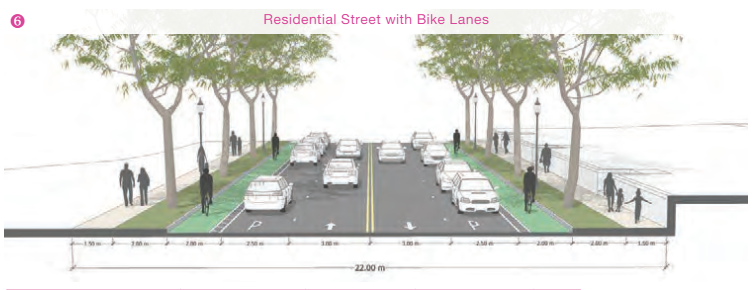 6
Residential Street with Bike Lanes
P P
1.50 m 2.00 m 2.00 m 2.50 m 3.00 m 3.00 m 2.50 m 2.00 m 2.00 m 1.50 m
22.00 m